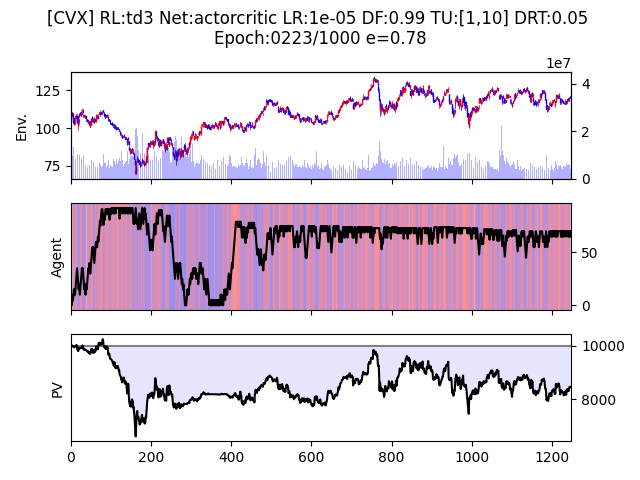 [CVX] RL:td3 Net:actorcritic LR:1e-05 DF:0.99 TU:[1,10] DRT:0.05
Epoch:0223/1000 e=0.78
1e7
Env.
125
100
75
4
2
0
Agent
50
0
PV
10000
8000
0
200
400
600
800
1000
1200